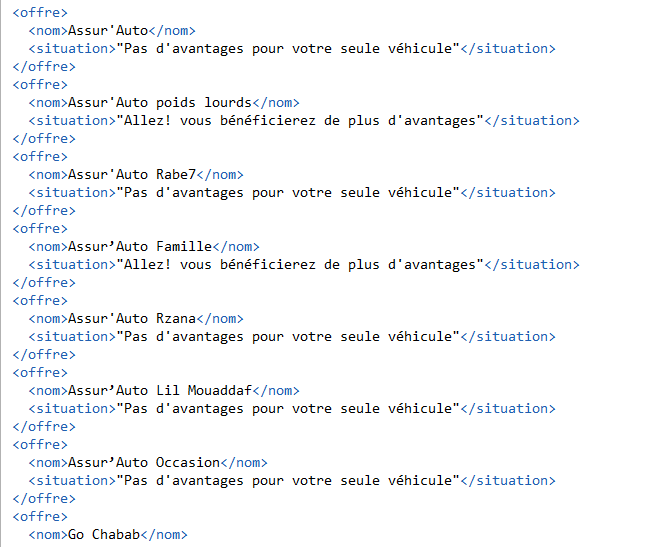 <offre>
<nom>Assur'Auto</nom>
<situation>"Pas d'avantages pour votre seule véhicule"</situation>
</offre>
<offre>
<nom>Assur'Auto poids lourds</nom>
<situation>"Allez! vous bénéficierez de plus d'avantages"</situation>
</offre>
<offre>
<nom>Assur'Auto Rabe7</nom>
<situation>"Pas d'avantages pour votre seule véhicule"</situation>
</offre>
<offre>
<nom>Assur’Auto Famille</nom>
<situation>"Allez! vous bénéficierez de plus d'avantages"</situation>
</offre>
<offre>
<nom>Assur'Auto Rzana</nom>
<situation>"Pas d'avantages pour votre seule véhicule"</situation>
</offre>
<offre>
<nom>Assur’Auto Lil Mouaddaf</nom>
<situation>"Pas d'avantages pour votre seule véhicule"</situation>
</offre>
<offre>
<nom>Assur’Auto Occasion</nom>
<situation>"Pas d'avantages pour votre seule véhicule"</situation>
</offre>
<offre>
<nom>Go Chabab</nom>